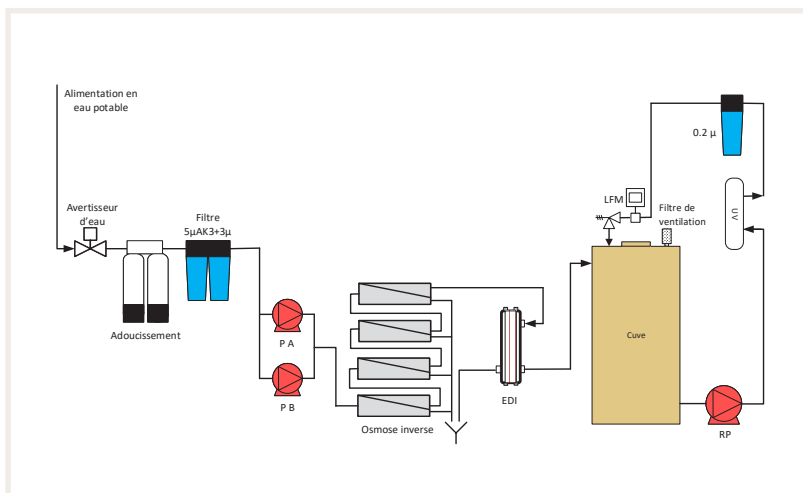 Alimentation en
eau potable
Avertisseur
d'eau
Filtre
5µAK3+3µ
Adoucissement
P A
P B
Osmose inverse
EDI
LFM
Filtre de
ventilation
Cuve
0.2 µ
UV
RP